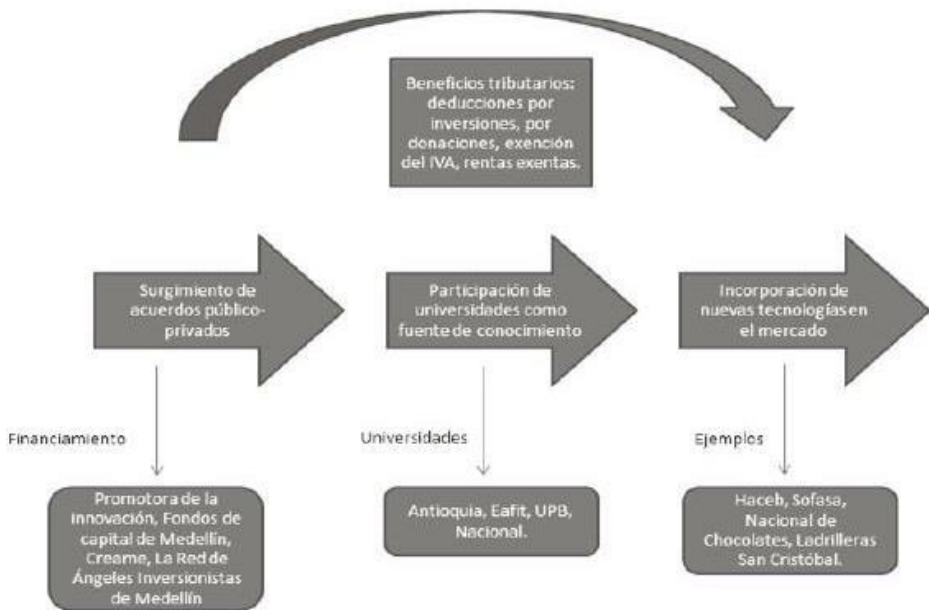 Beneficios tributarios:
deducciones por
inversiones, por
donaciones, exención
del IVA, rentas exentas.
Surgimiento de
acuerdos público-
privados
Participación de
universidades como
fuente de conocimiento
Incorporación de
nuevas tecnologías en
el mercado
Financiamiento
Universidades
Ejemplos
Promotora de la
innovación, Fondos de
capital de Medellín,
Creame, La Red de
Ángeles Inversionistas
de Medellín
Antioquia, Eafit, UPB,
Nacional.
Haceb, Sofasa,
Nacional de
Chocolates, Ladrilleras
San Cristóbal.